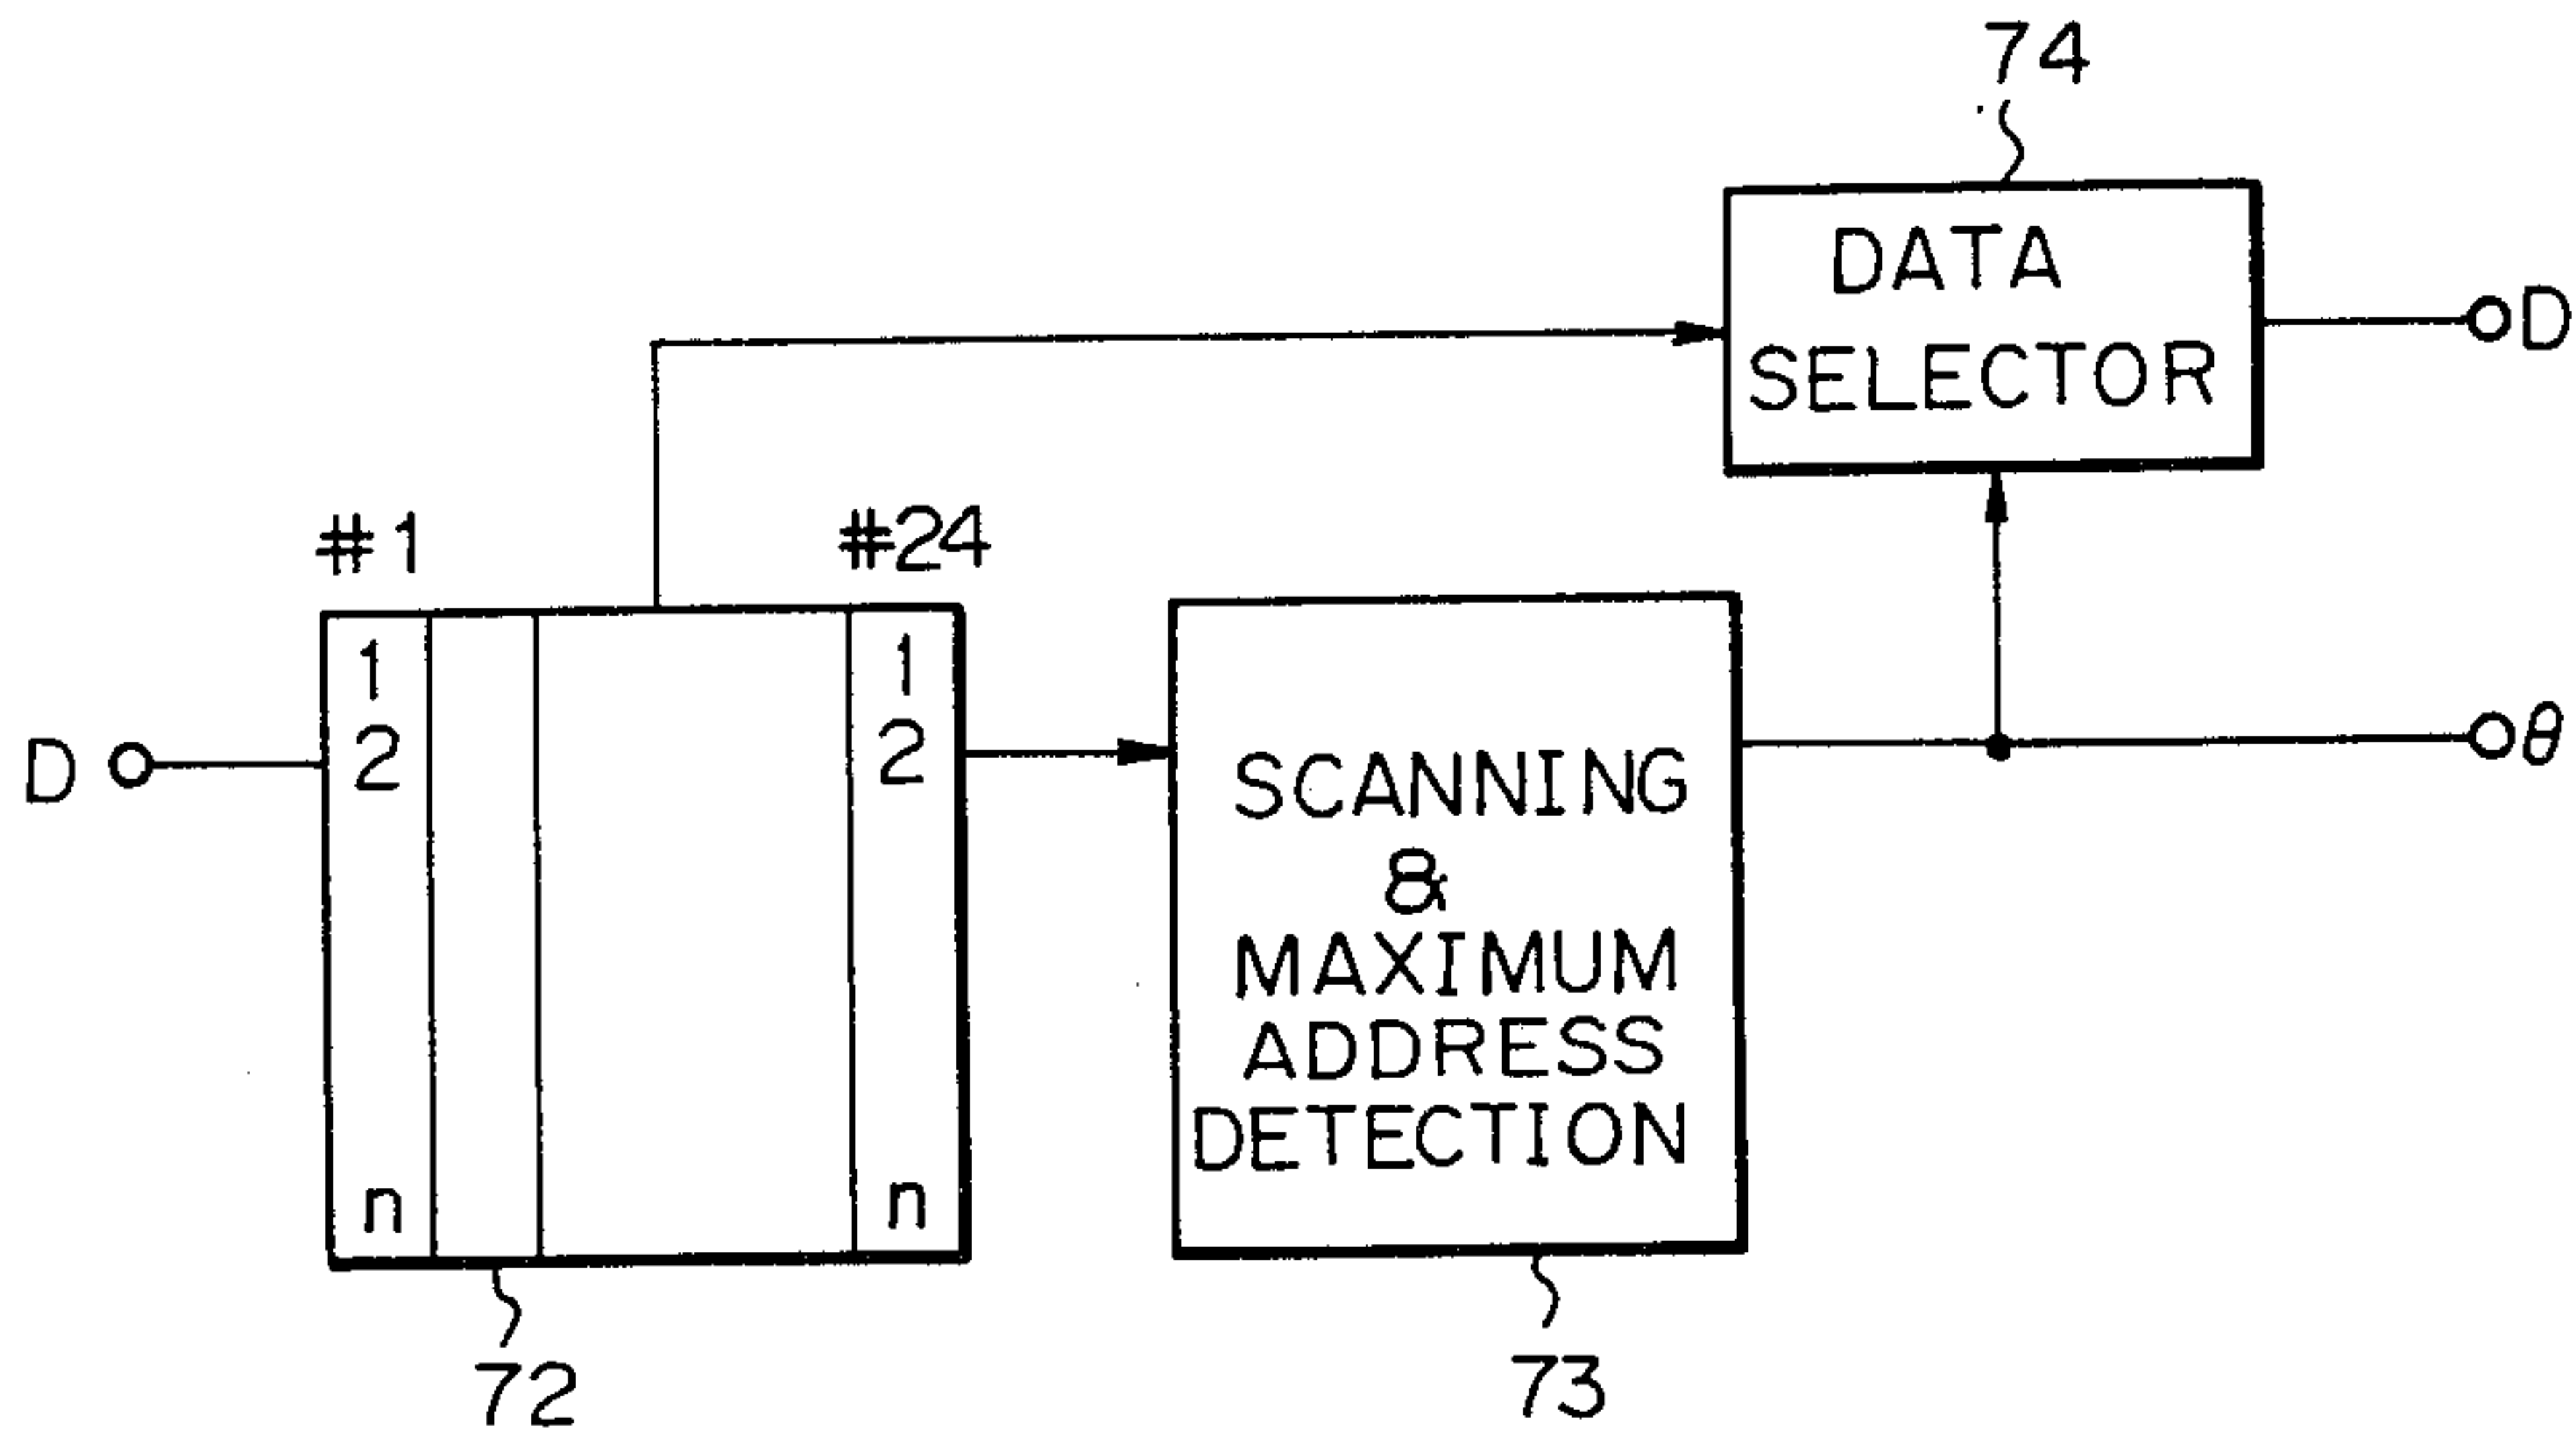 74
DATA
SELECTOR
D
#1
#24
1
2
n
1
2
n
D
SCANNING
&
MAXIMUM
ADDRESS
DETECTION
θ
72
73